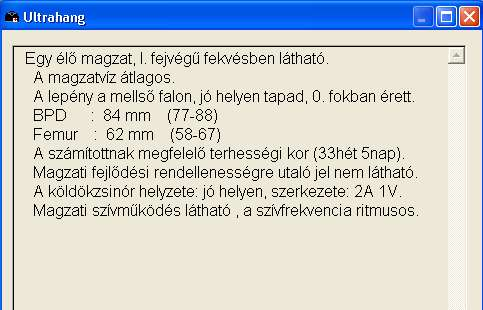 Ultrahang
Egy élő magzat, I. fejvégű fekvésben látható.
A magzatvíz átlagos.
A lepény a mellső falon, jó helyen tapad, 0. fokban érett.
BPD : 84 mm (77-88)
Femur : 62 mm (58-67)
A számítottnak megfelelő terhességi kor (33hét 5nap).
Magzati fejlődési rendellenességre utaló jel nem látható.
A köldökzsinór helyzete: jó helyen, szerkezete: 2A 1V.
Magzati szívműködés látható , a szívfrekvencia ritmusos.